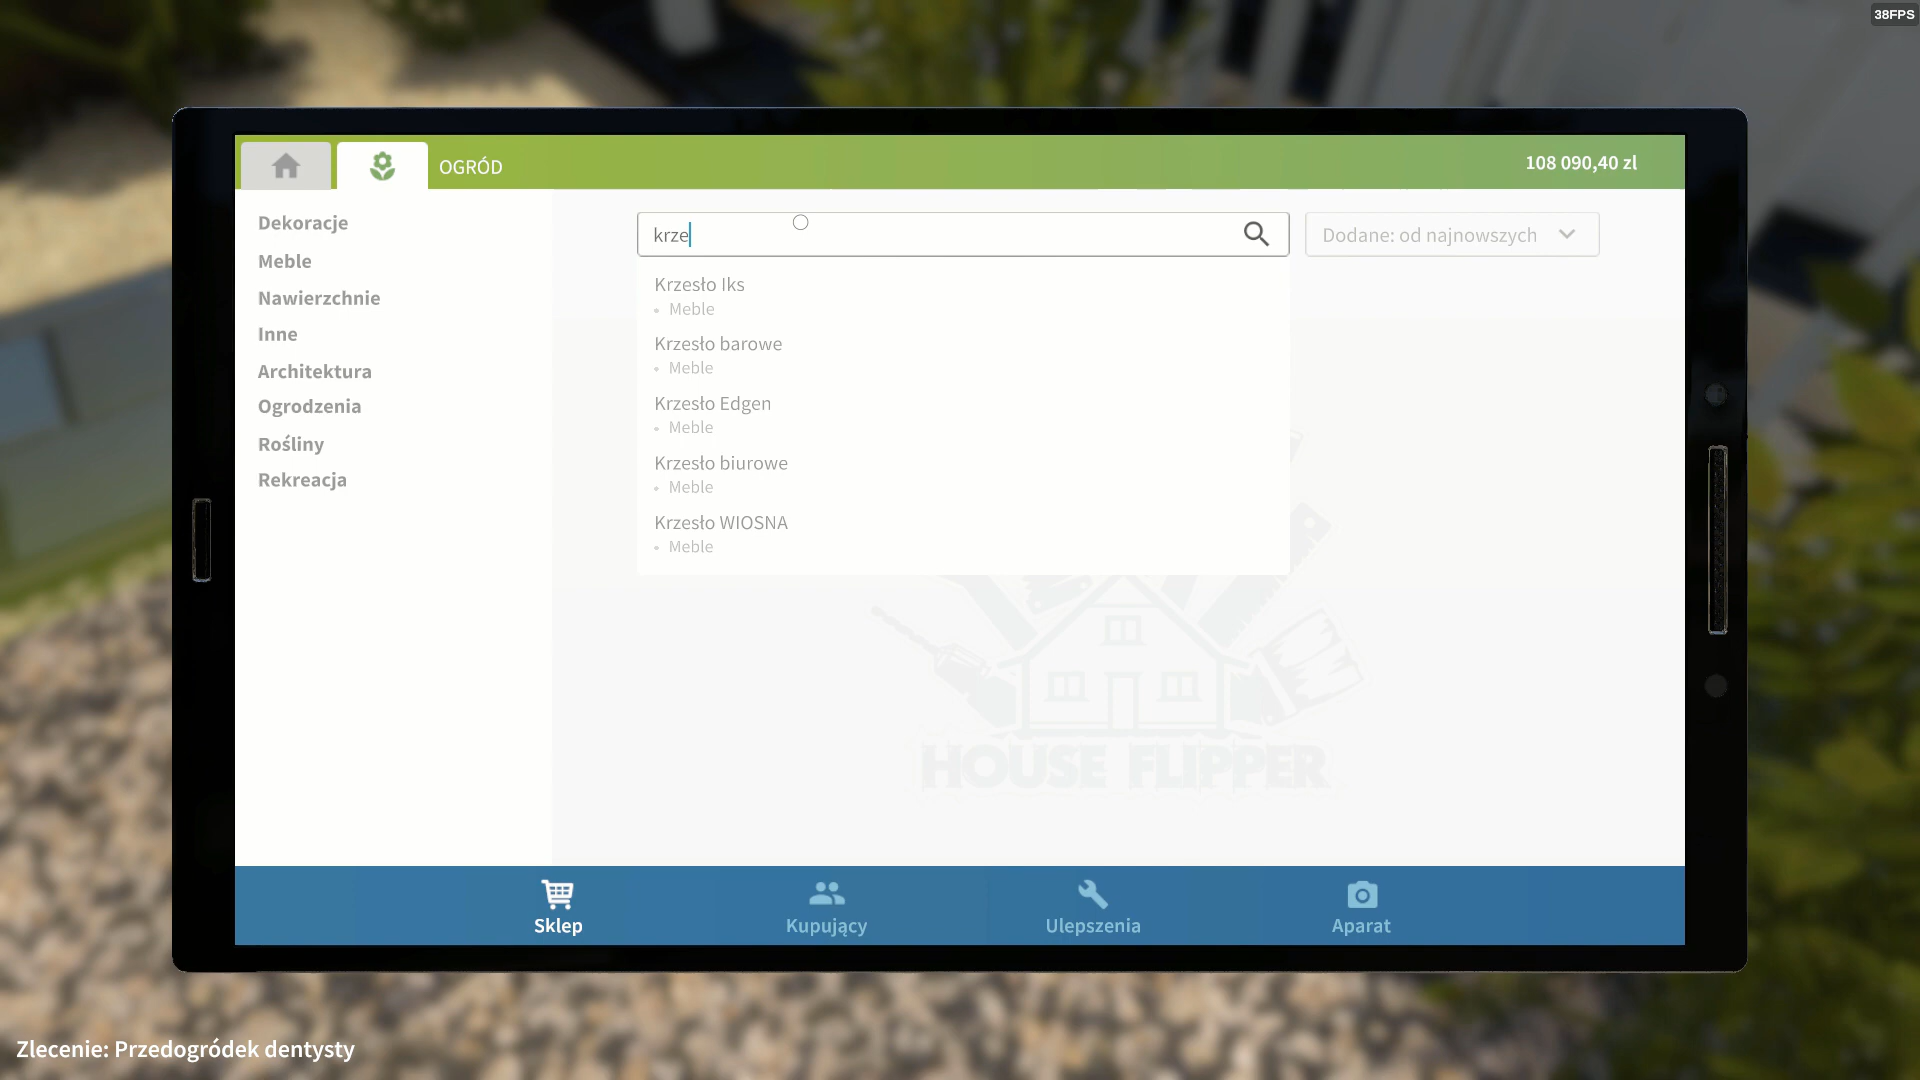 38FPS
OGRÓD
108 090,40 zl
Dekoracje
Meble
Nawierzchnie
Inne
Architektura
Ogrodzenia
Rośliny
Rekreacja
krze
Dodane: od najnowszych
Krzesło Iks
• Meble
Krzesło barowe
• Meble
Krzesło Edgen
• Meble
Krzesło biurowe
• Meble
Krzesło WIOSNA
• Meble
HOUSE FLIPPER
Sklep
Kupujący
Ulepszenia
Aparat
Zlecenie: Przedogródek dentysty